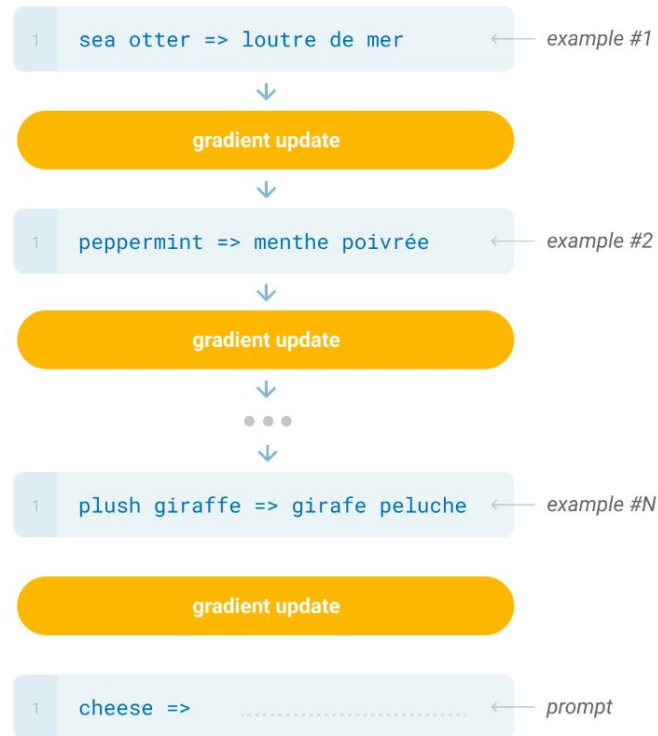 1 sea otter => loutre de mer example #1
gradient update
1 peppermint => menthe poivrée example #2
gradient update
1 plush giraffe => girafe peluche example #N
gradient update
1 cheese => prompt